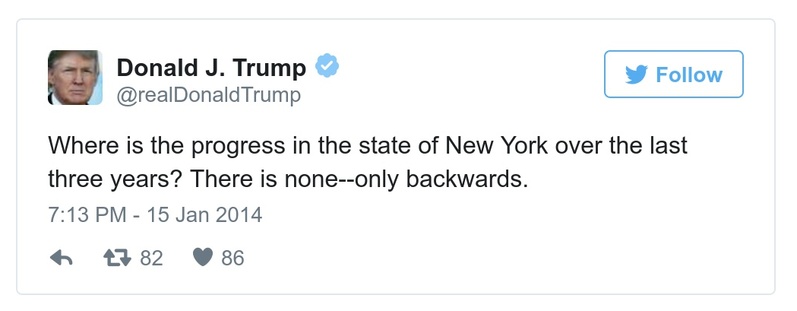 Donald J. Trump
@realDonaldTrump
Follow
Where is the progress in the state of New York over the last
three years? There is none--only backwards.
7:13 PM - 15 Jan 2014
82 86